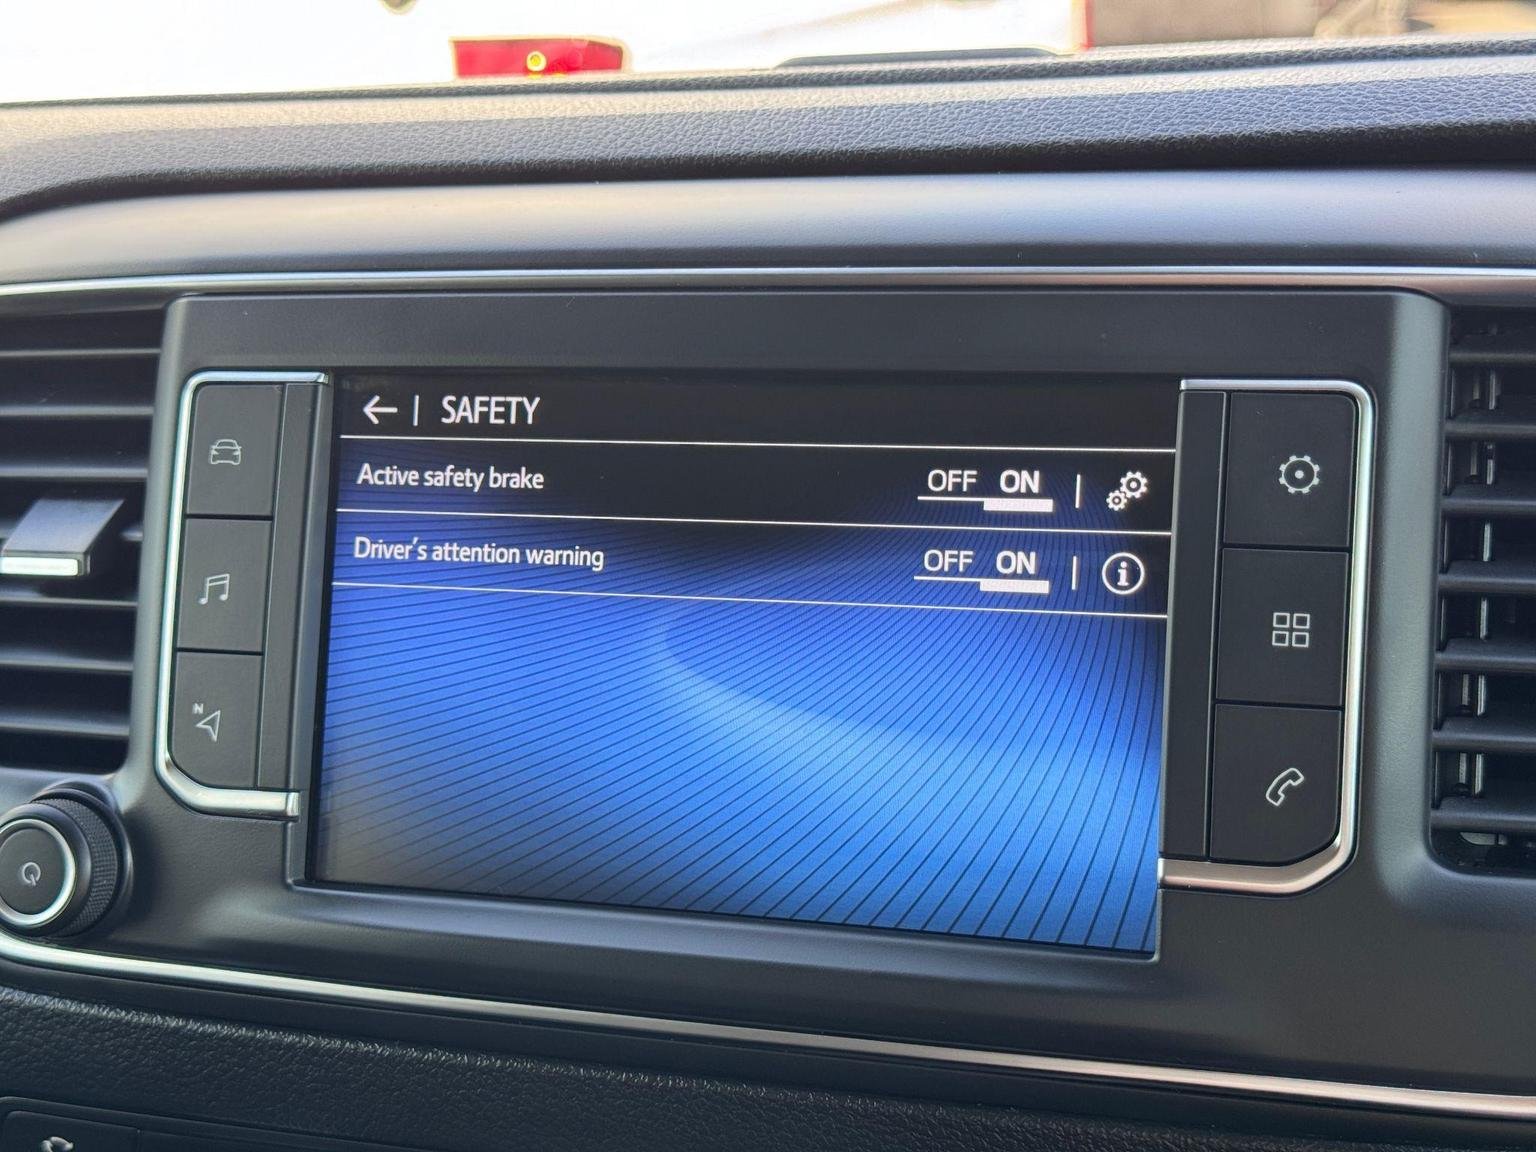 SAFETY
Active safety brake OFF ON
Driver's attention warning OFF ON
N